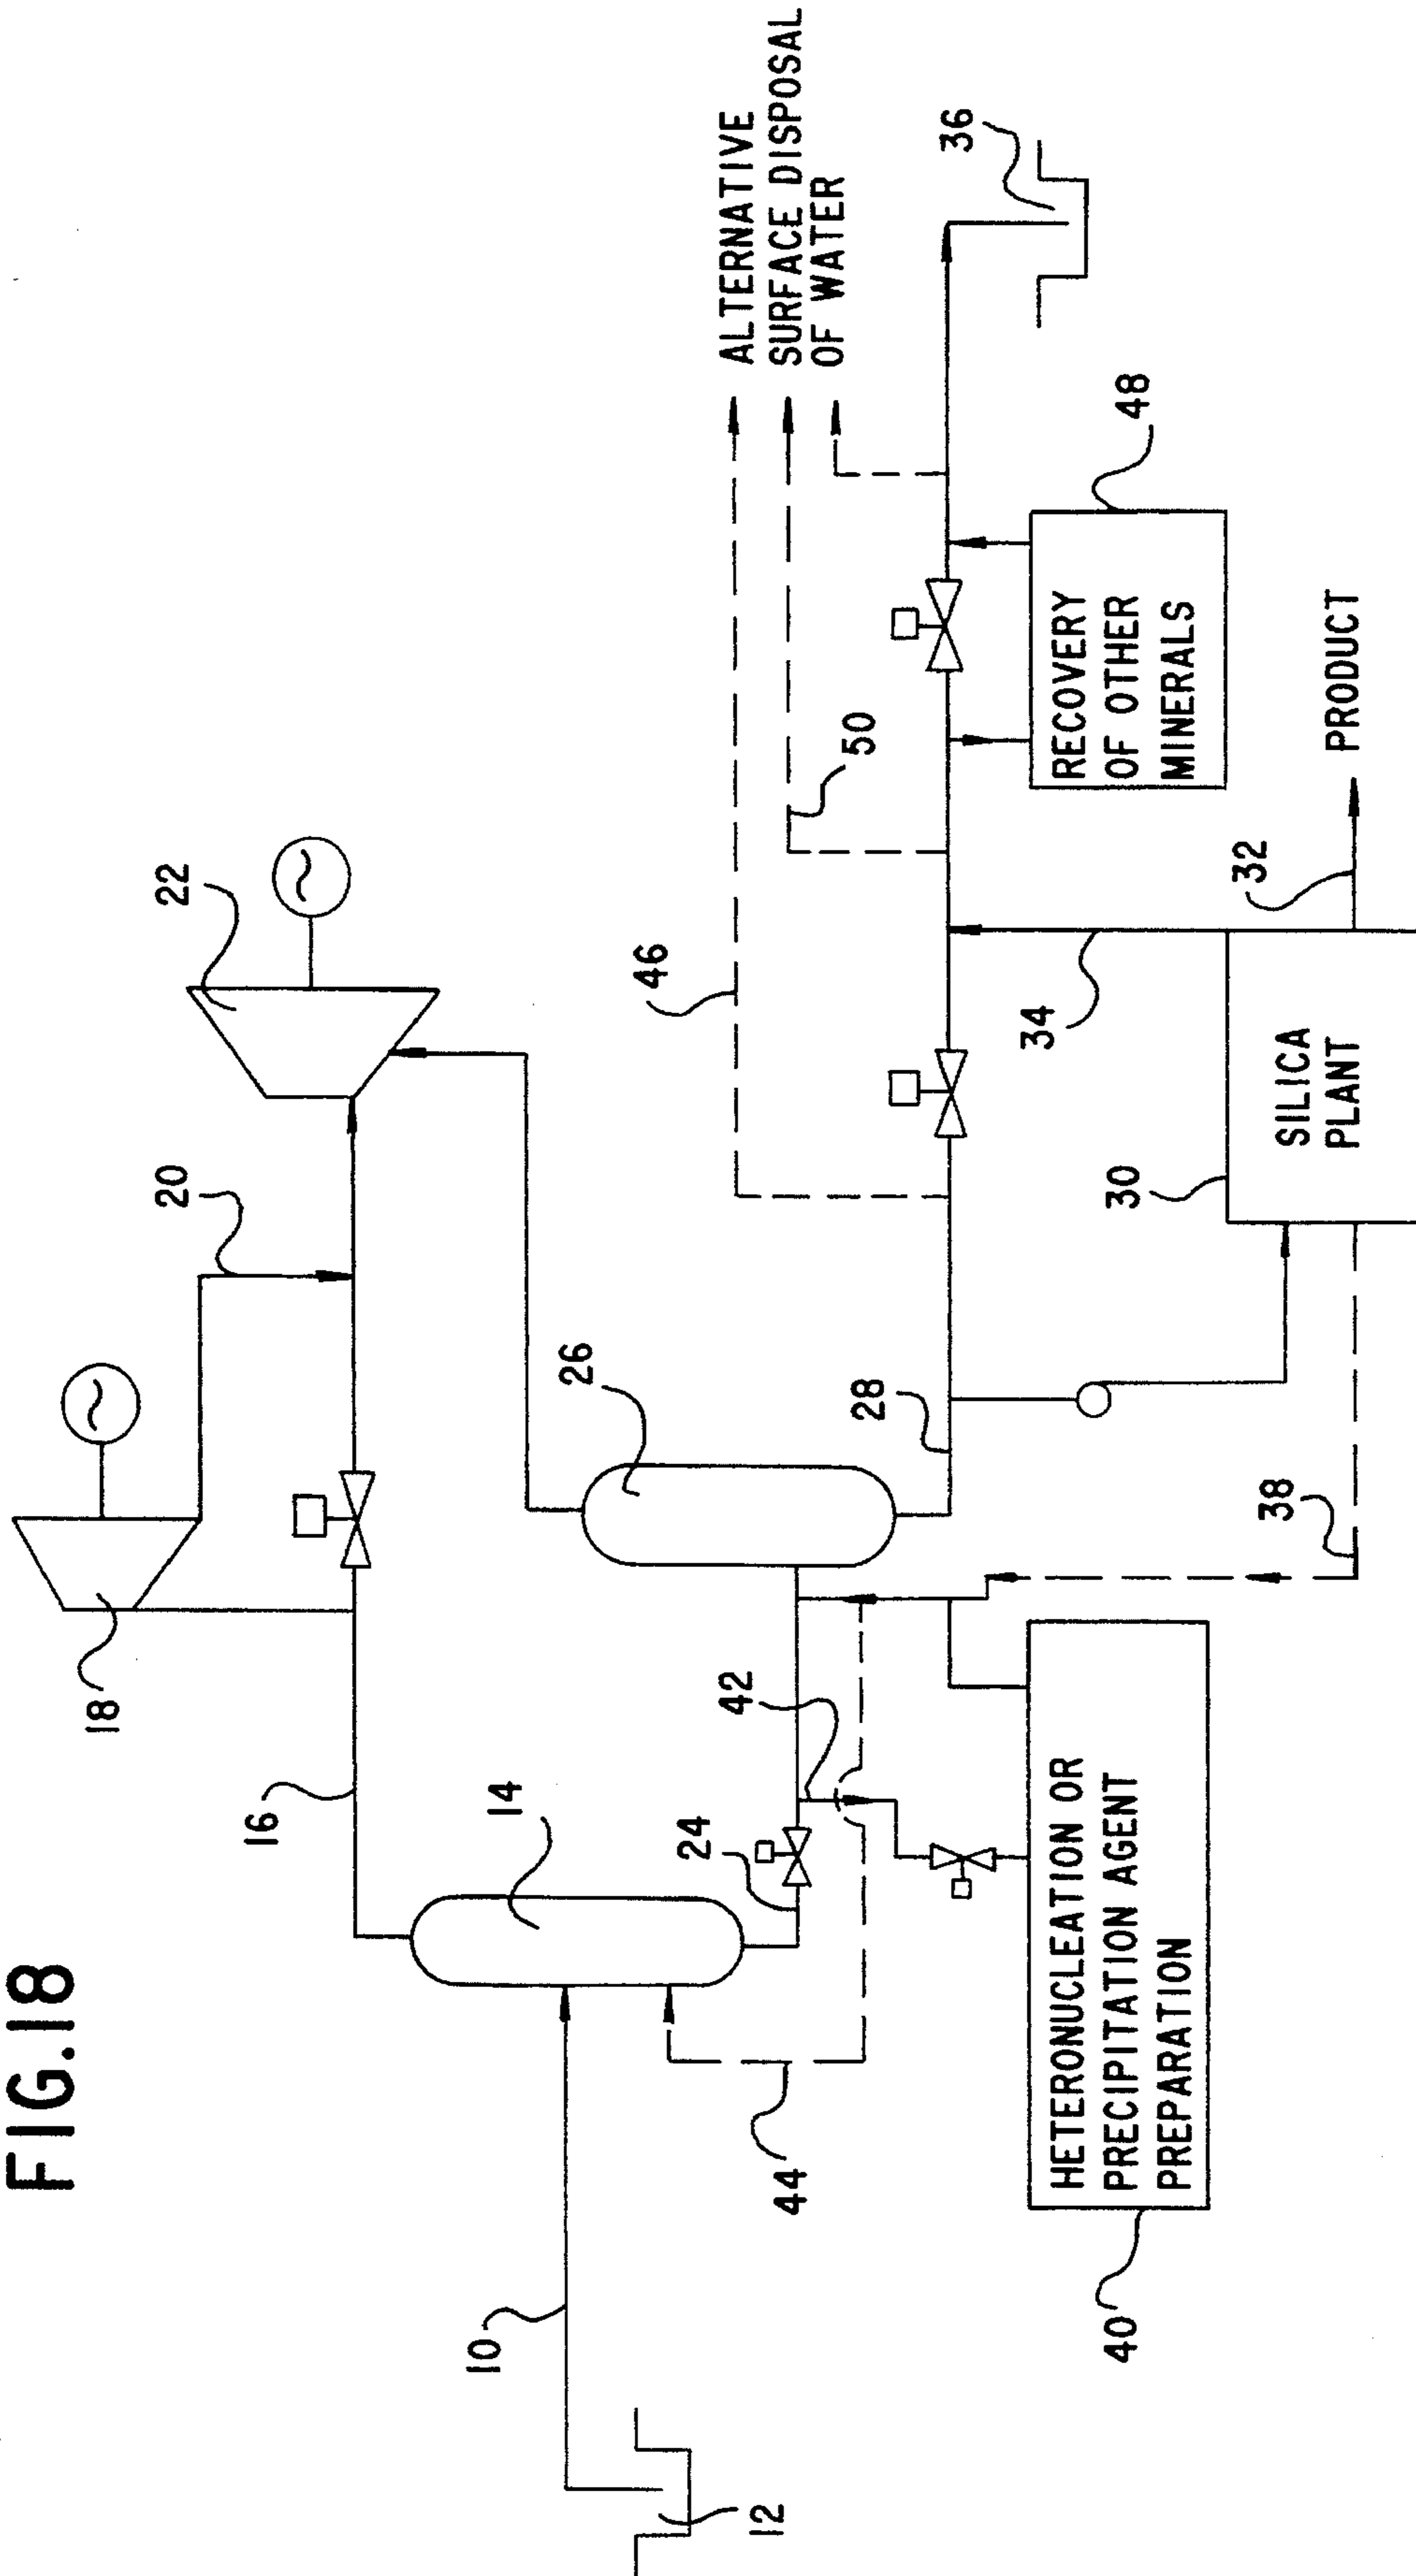 FIG.18
18
20
22
16
14
10
12
24
42
26
44
46
ALTERNATIVE
SURFACE DISPOSAL
OF WATER
50
36
28
34
48
RECOVERY
OF OTHER
MINERALS
40
HETERONUCLEATION OR
PRECIPITATION AGENT
PREPARATION
38
30
SILICA
PLANT
32
PRODUCT